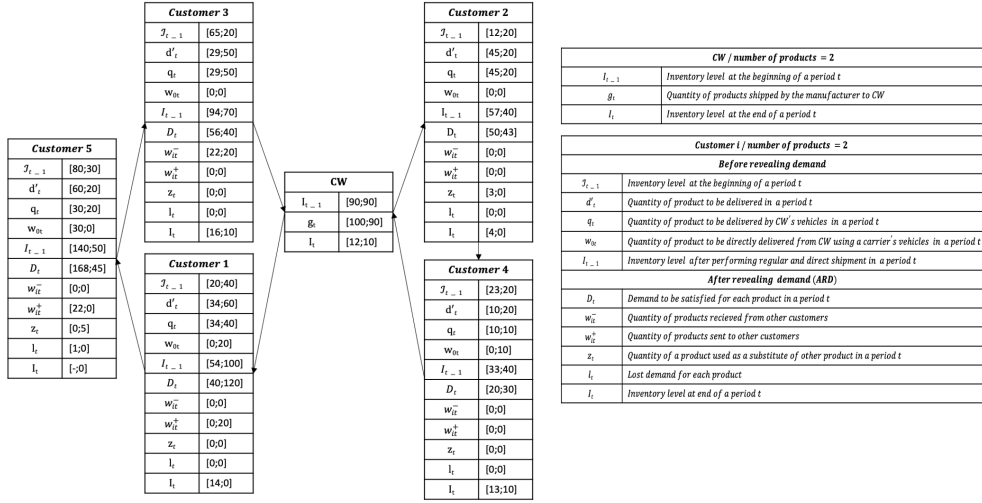 Customer 5
ℐt _ 1 [80;30]
d′t [60;20]
qt [30;20]
w0t [30;0]
It _ 1 [140;50]
Dt [168;45]
wit− [0;0]
wit+ [22;0]
zt [0;5]
lt [1;0]
It [-;0]
Customer 3
ℐt _ 1 [65;20]
d′t [29;50]
qt [29;50]
w0t [0;0]
It _ 1 [94;70]
Dt [56;40]
wit− [22;20]
wit+ [0;0]
zt [0;0]
lt [0;0]
It [16;10]
Customer 1
ℐt _ 1 [20;40]
d′t [34;60]
qt [34;40]
w0t [0;20]
It _ 1 [54;100]
Dt [40;120]
wit− [0;0]
wit+ [0;20]
zt [0;0]
lt [0;0]
It [14;0]
CW
It _ 1 [90;90]
gt [100;90]
It [12;10]
Customer 2
ℐt _ 1 [12;20]
d′t [45;20]
qt [45;20]
w0t [0;0]
It _ 1 [57;40]
Dt [50;43]
wit− [0;0]
wit+ [0;0]
zt [3;0]
lt [0;0]
It [4;0]
Customer 4
ℐt _ 1 [23;20]
d′t [10;20]
qt [10;10]
w0t [0;10]
It _ 1 [33;40]
Dt [20;30]
wit− [0;0]
wit+ [0;0]
zt [0;0]
lt [0;0]
It [13;10]
CW / number of products = 2
It _ 1 Inventory level at the beginning of a period t
gt Quantity of products shipped by the manufacturer to CW
It Inventory level at the end of a period t
Customer i / number of products = 2
Before revealing demand
ℐt _ 1 Inventory level at the beginning of a period t
d′t Quantity of product to be delivered in a period t
qt Quantity of product to be delivered by CW′s vehicles in a period t
w0t Quantity of product to be directly delivered from CW using a carrier′s vehicles in a period t
It _ 1 Inventory level after performing regular and direct shipment in a period t
After revealing demand (ARD)
Dt Demand to be satisfied for each product in a period t
wit− Quantity of products recieved from other customers
wit+ Quantity of products sent to other customers
zt Quantity of a product used as a substitute of other product in a period t
lt Lost demand for each product
It Inventory level at end of a period t